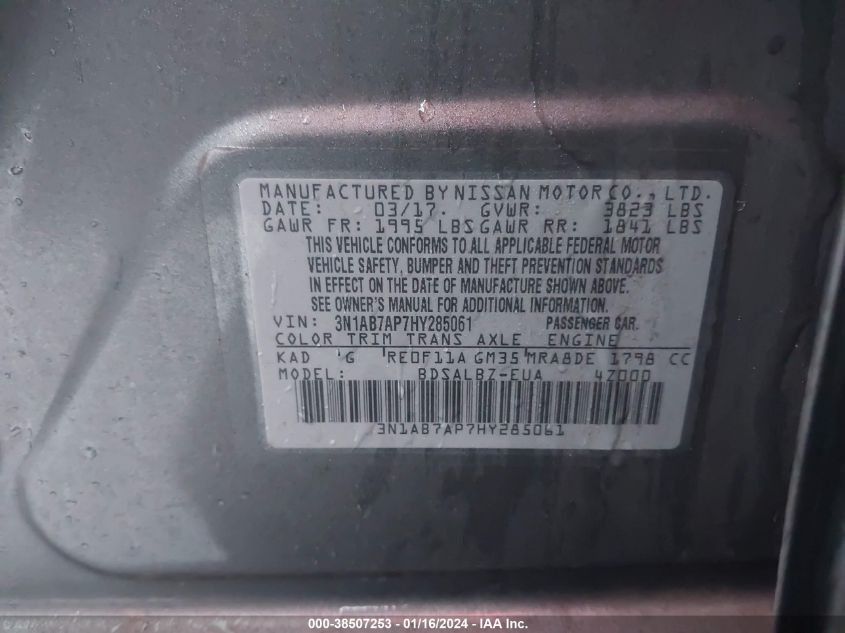 MANUFACTURED BY NISSAN MOTOR CO., LTD.
DATE: 03/17. GVWR: 3823 LBS
GAWR FR: 1995 LBS GAWR RR: 1841 LBS
THIS VEHICLE CONFORMS TO ALL APPLICABLE FEDERAL MOTOR
VEHICLE SAFETY, BUMPER AND THEFT PREVENTION STANDARDS
IN EFFECT ON THE DATE OF MANUFACTURE SHOWN ABOVE.
SEE OWNER'S MANUAL FOR ADDITIONAL INFORMATION.
VIN: 3N1AB7AP7HY285061 PASSENGER CAR.
COLOR TRIM TRANS AXLE ENGINE
KAD G RE0F11A GM35 MRA8DE 1798 CC
MODEL: BDSALBZ-EUA 4Z000
3N1AB7AP7HY285061
000-38507253 - 01/16/2024 - IAA Inc.